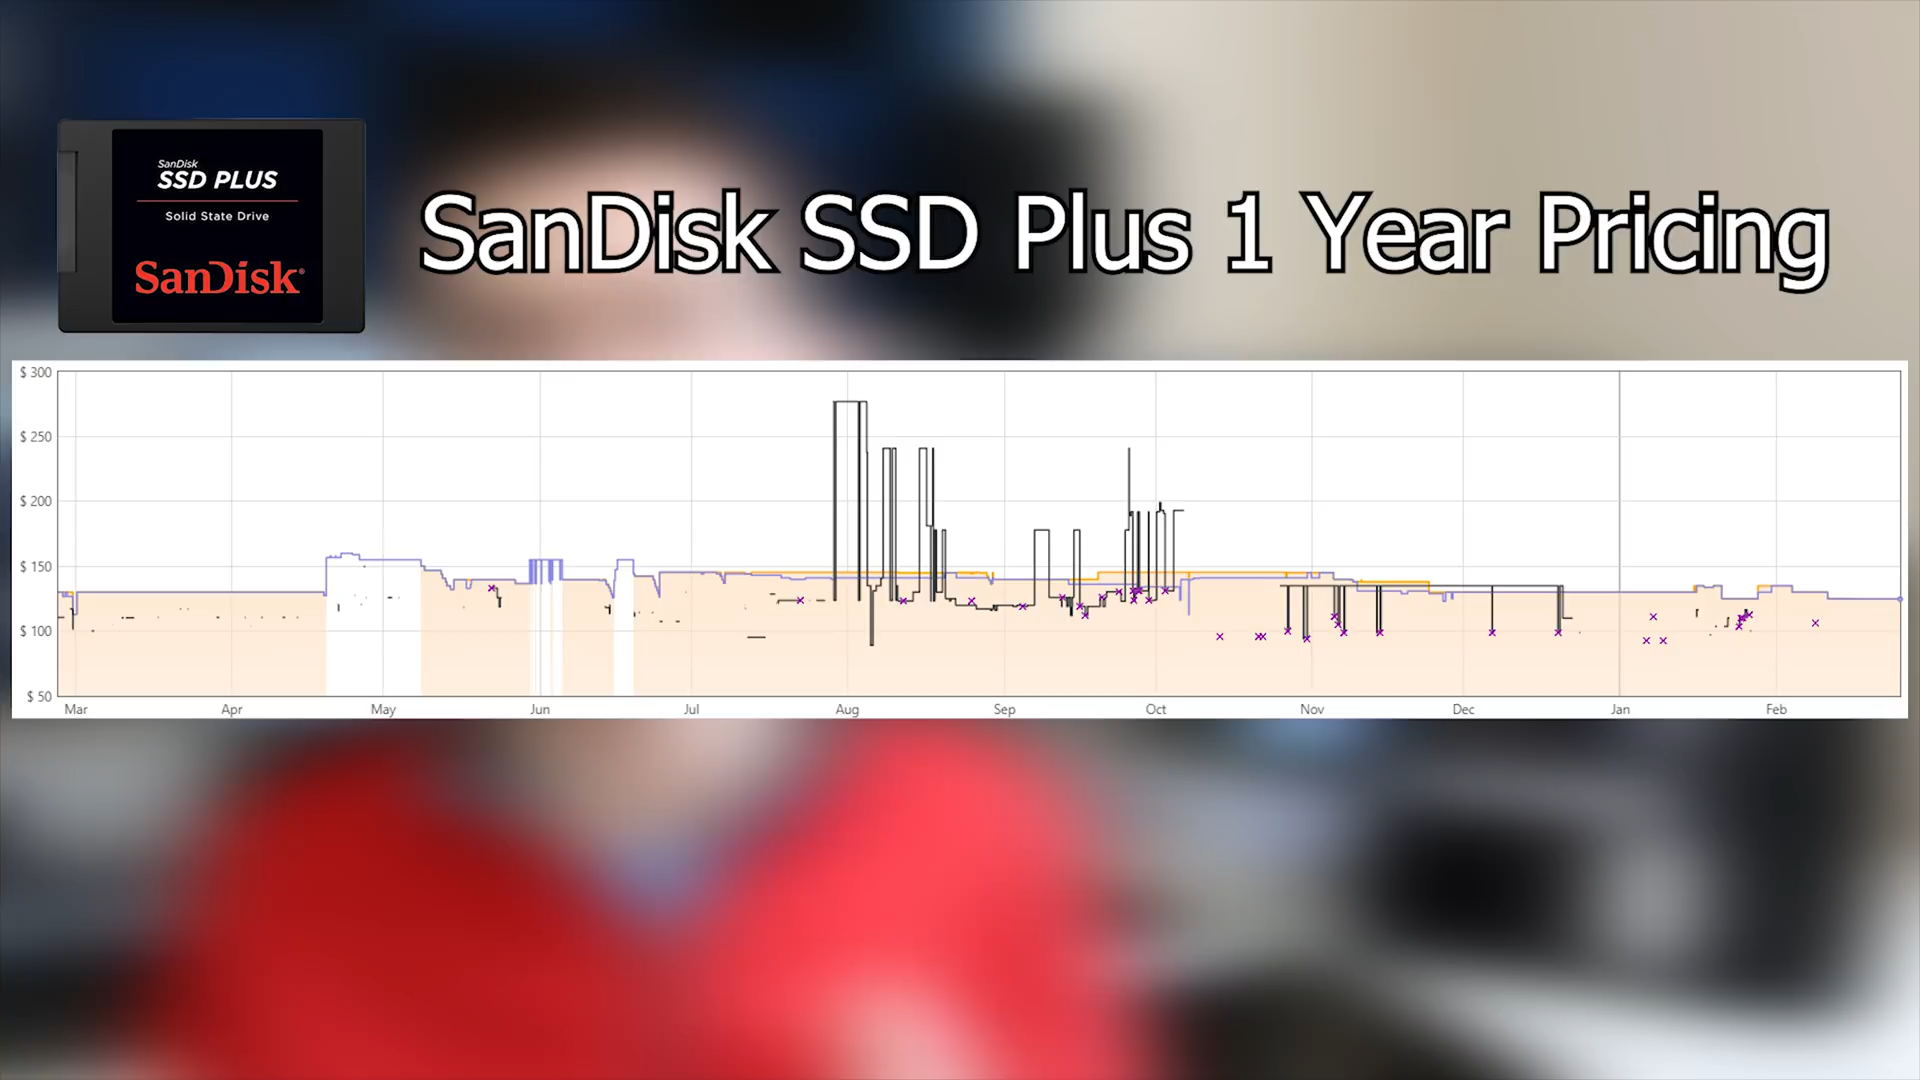 SanDisk
SSD PLUS
Solid State Drive
SanDisk®
SanDisk SSD Plus 1 Year Pricing
$ 300
$ 250
$ 200
$ 150
$ 100
$ 50
Mar Apr May Jun Jul Aug Sep Oct Nov Dec Jan Feb